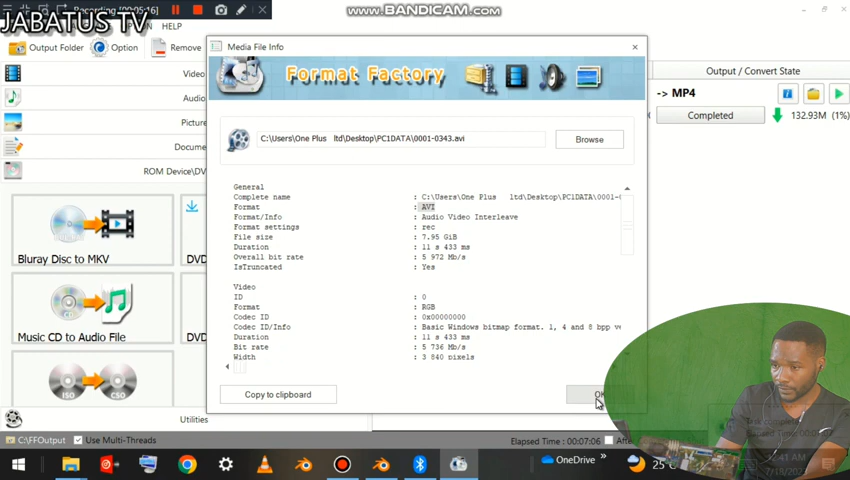 Recording [00:05:16]
WWW.BANDICAM.COM
JABATUS TV
HELP
Output Folder
Option
Remove
Video
Audio
Picture
Docume
ROM Device\DV
Bluray Disc to MKV
DVD
Music CD to Audio File
DVD
ISO
CSO
Utilities
C:\FFOutput
Use Multi-Threads
Media File Info
Format Factory
C:\Users\One Plus ltd\Desktop\PC1DATA\0001-0343.avi
Browse
General
Complete name : C:\Users\One Plus ltd\Desktop\PC1DATA\0001-0
Format : AVI
Format/Info : Audio Video Interleave
Format settings : rec
File size : 7.95 GiB
Duration : 11 s 433 ms
Overall bit rate : 5 972 Mb/s
IsTruncated : Yes
Video
ID : 0
Format : RGB
Codec ID : 0x00000000
Codec ID/Info : Basic Windows bitmap format. 1, 4 and 8 bpp ve
Duration : 11 s 433 ms
Bit rate : 5 736 Mb/s
Width : 3 840 pixels
Copy to clipboard
OK
Output / Convert State
-> MP4
Completed
132.93M (1%)
Elapsed Time : 00:07:06
After
OneDrive
25°